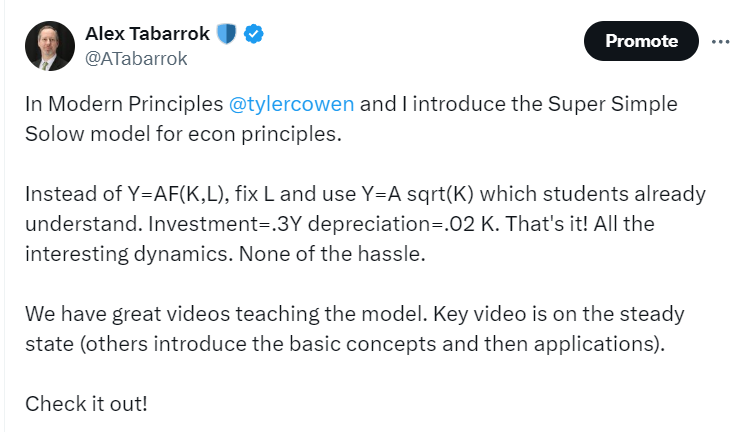 Alex Tabarrok
@ATabarrok
Promote
In Modern Principles @tylercowen and I introduce the Super Simple
Solow model for econ principles.
Instead of Y=AF(K,L), fix L and use Y=A sqrt(K) which students already
understand. Investment=.3Y depreciation=.02 K. That's it! All the
interesting dynamics. None of the hassle.
We have great videos teaching the model. Key video is on the steady
state (others introduce the basic concepts and then applications).
Check it out!